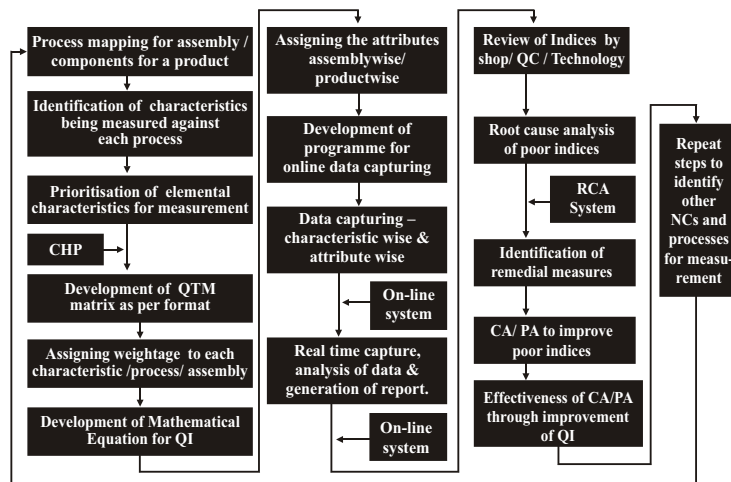 Process mapping for assembly /
components for a product
Identification of characteristics
being measured against
each process
Prioritisation of elemental
characteristics for measurement
CHP
Development of QTM
matrix as per format
Assigning weightage to each
characteristic /process/ assembly/
Development of Mathematical
Equation for QI
Assigning the attributes
assemblywise/
productwise
Development of
programme for
online data capturing
Data capturing –
characteristic wise &
attribute wise
On-line
system
Real time capture,
analysis of data &
generation of report.
On-line
system
Review of Indices by
shop/ QC / Technology
Root cause analysis
of poor indices
RCA
System
Identification of
remedial measures
CA/ PA to improve
poor indices
Effectiveness of CA/PA
through improvement
of QI
Repeat
steps to
identify
other
NCs and
processes
for measu-
rement